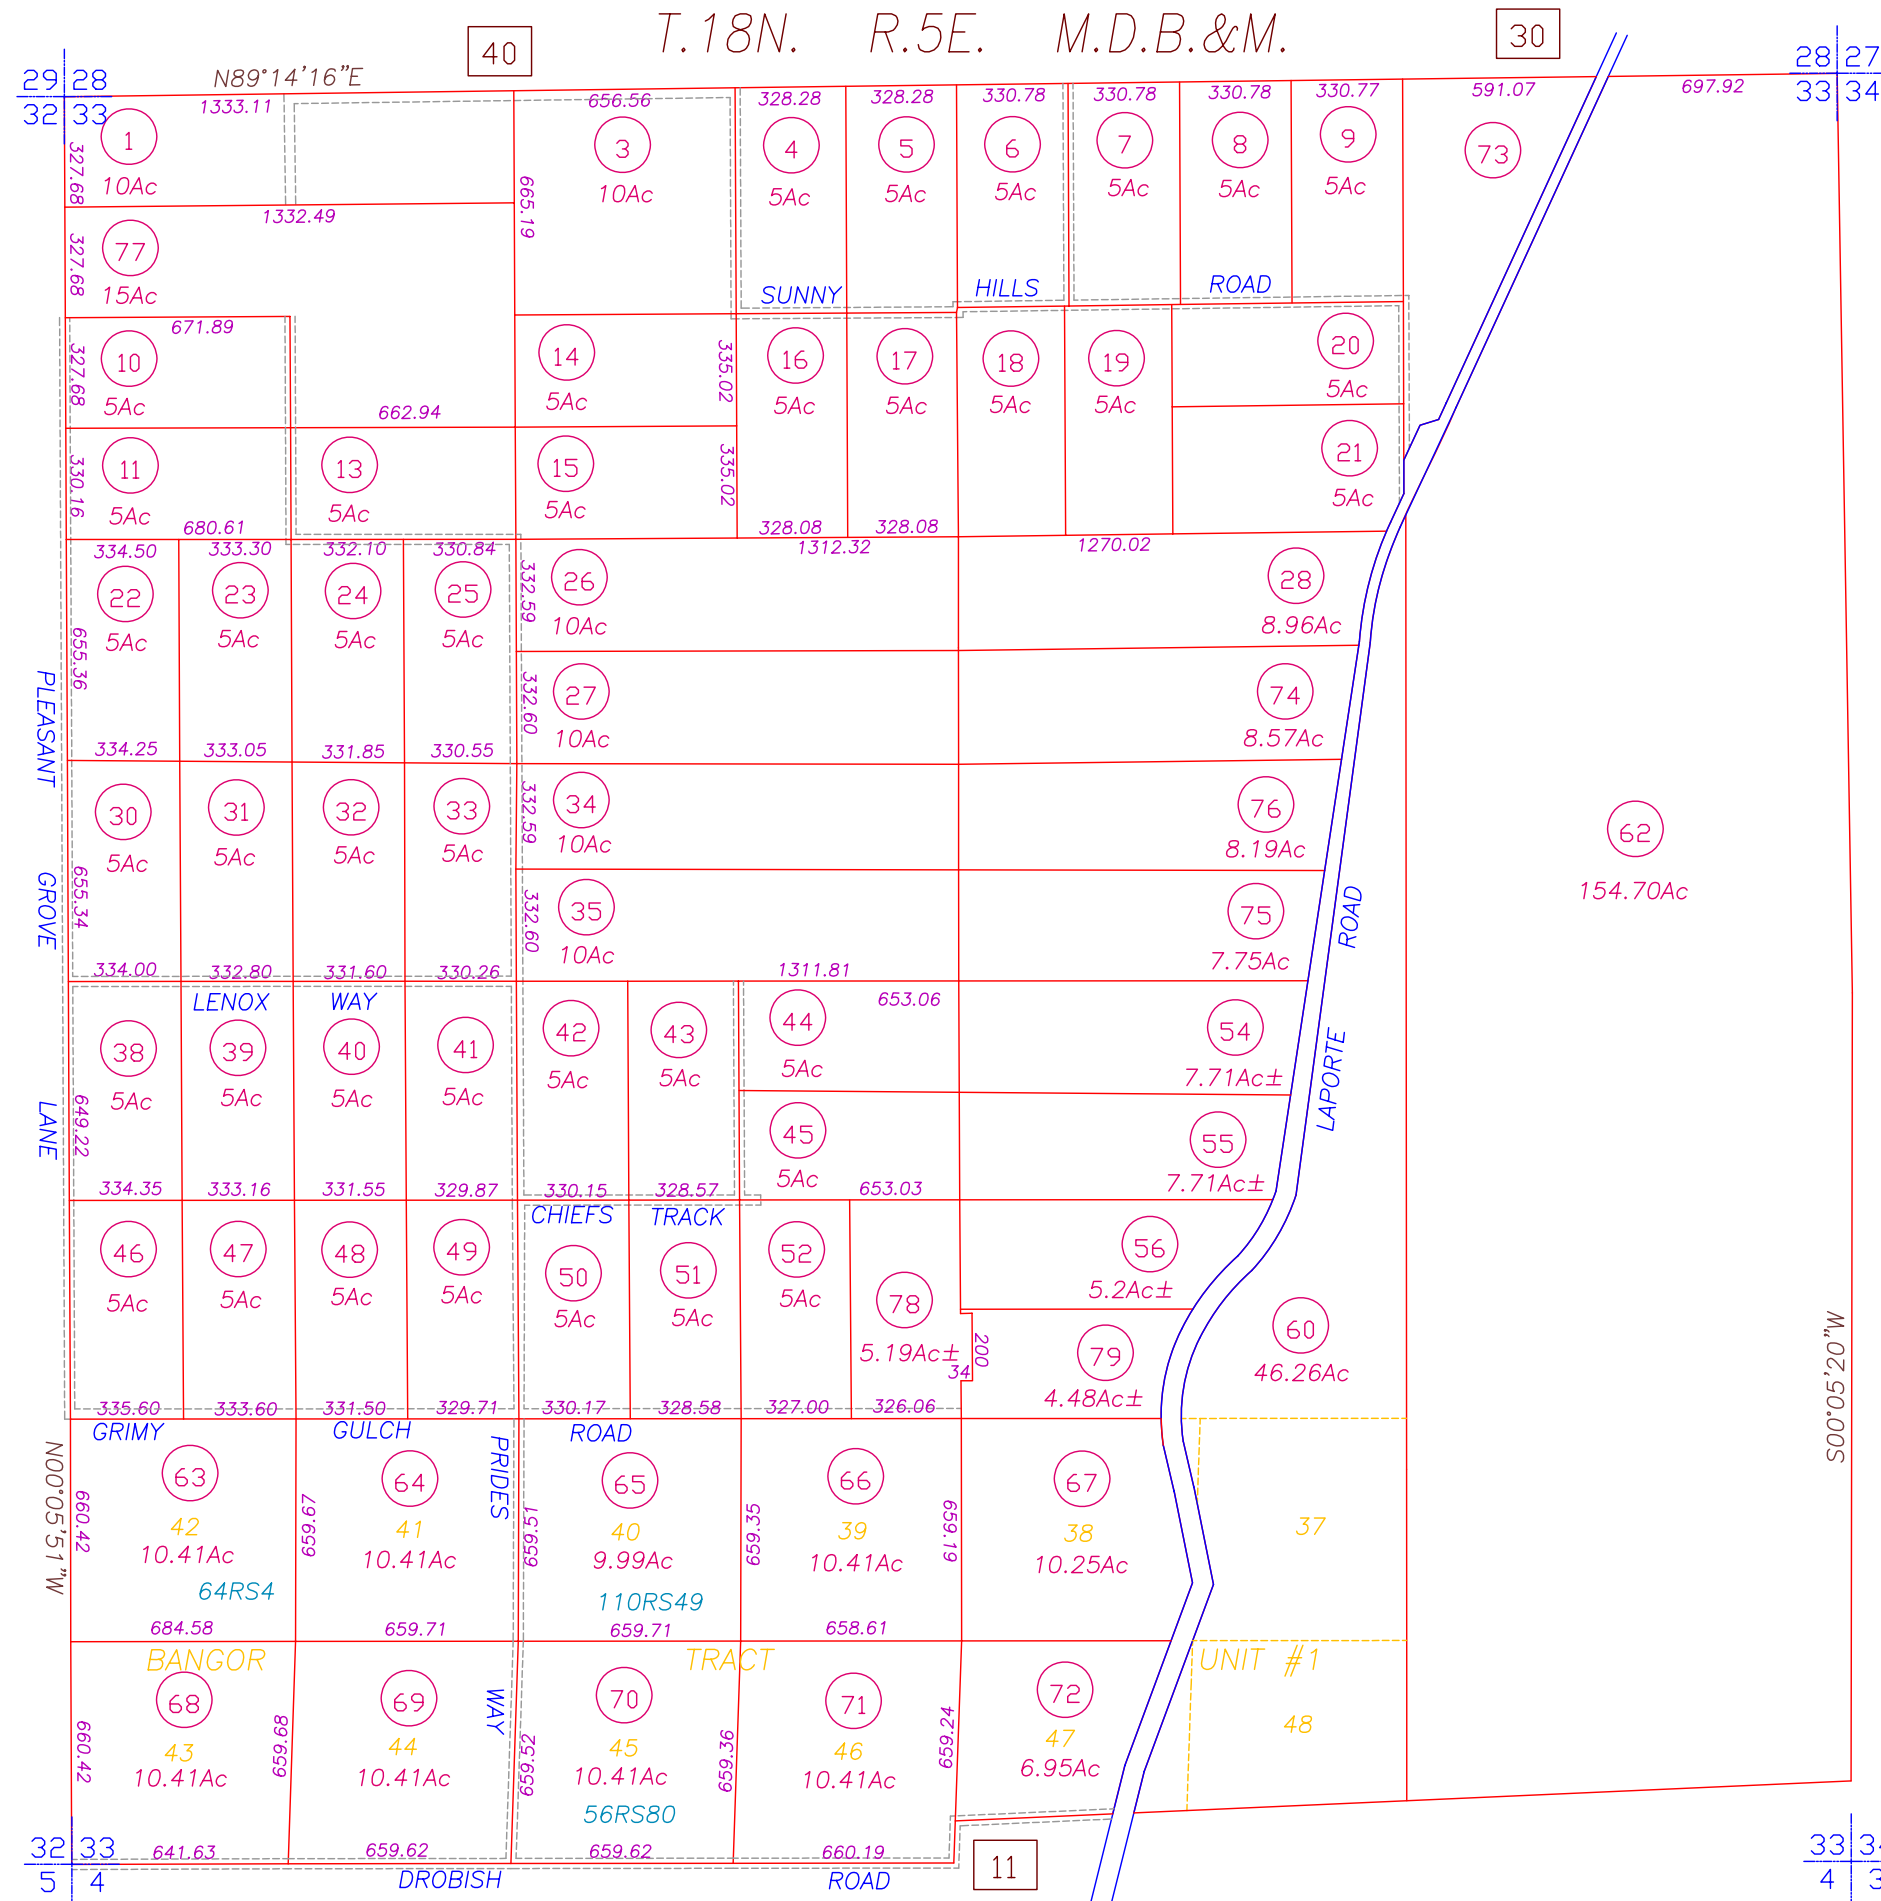 T.18N. R.5E. M.D.B.&M.
40
30
29 28
32 33
28 27
33 34
N89°14'16"E
1333.11
656.56
328.28
328.28
330.78
330.78
330.78
330.77
591.07
697.92
1
10Ac
3
10Ac
4
5Ac
5
5Ac
6
5Ac
7
5Ac
8
5Ac
9
5Ac
73
327.68
665.19
1332.49
77
15Ac
327.68
SUNNY HILLS ROAD
671.89
10
5Ac
327.68
662.94
14
5Ac
335.02
16
5Ac
17
5Ac
18
5Ac
19
5Ac
20
5Ac
11
5Ac
330.16
13
5Ac
15
5Ac
335.02
21
5Ac
680.61
328.08
328.08
1312.32
1270.02
334.50
333.30
332.10
330.84
22
5Ac
23
5Ac
24
5Ac
25
5Ac
655.36
332.59
26
10Ac
28
8.96Ac
332.60
27
10Ac
74
8.57Ac
334.25
333.05
331.85
330.55
PLEASANT GROVE LANE
30
5Ac
31
5Ac
32
5Ac
33
5Ac
655.34
332.59
34
10Ac
76
8.19Ac
62
154.70Ac
332.60
35
10Ac
75
7.75Ac
LAPORTE ROAD
334.00
332.80
331.60
330.26
1311.81
653.06
LENOX WAY
38
5Ac
39
5Ac
40
5Ac
41
5Ac
42
5Ac
43
5Ac
44
5Ac
54
7.71Ac±
649.22
45
5Ac
55
7.71Ac±
334.35
333.16
331.55
329.87
330.15
328.57
653.03
CHIEFS TRACK
46
5Ac
47
5Ac
48
5Ac
49
5Ac
50
5Ac
51
5Ac
52
5Ac
78
5.19Ac±
34
200
56
5.2Ac±
79
4.48Ac±
60
46.26Ac
S00°05'20"W
335.60
333.60
331.50
329.71
330.17
328.58
327.00
326.06
GRIMY GULCH ROAD
PRIDES WAY
N00°05'51"W
660.42
63
42
10.41Ac
64RS4
659.67
64
41
10.41Ac
659.51
65
40
9.99Ac
110RS49
659.35
66
39
10.41Ac
659.19
67
38
10.25Ac
37
684.58
659.71
659.71
658.61
BANGOR TRACT UNIT #1
660.42
68
43
10.41Ac
659.68
69
44
10.41Ac
659.52
70
45
10.41Ac
56RS80
659.36
71
46
10.41Ac
659.24
72
47
6.95Ac
48
641.63
659.62
659.62
660.19
DROBISH ROAD
11
32 33
5 4
33 34
4 3